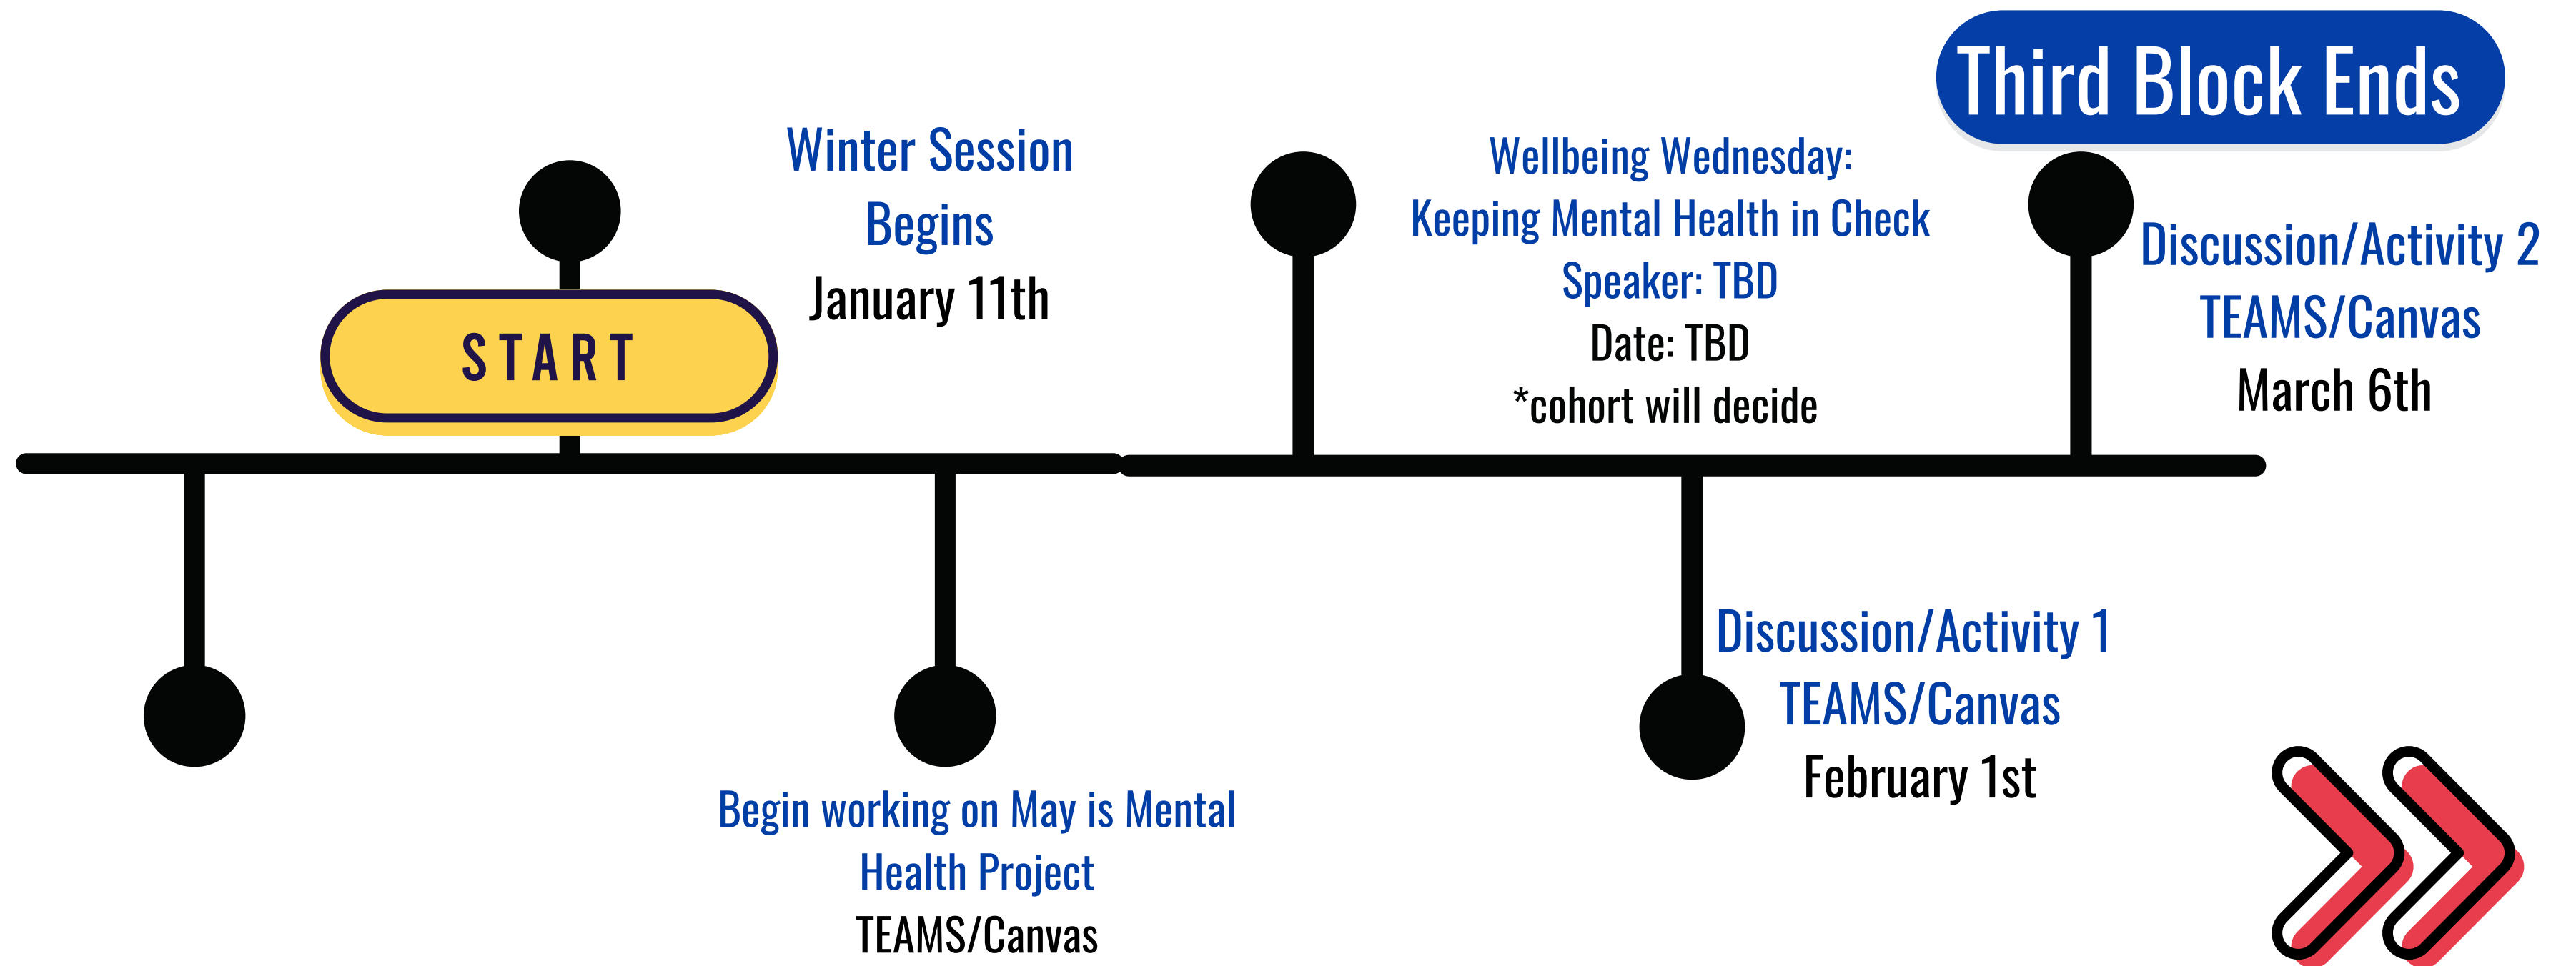 START
Winter Session
Begins
January 11th
Begin working on May is Mental
Health Project
TEAMS/Canvas
Wellbeing Wednesday:
Keeping Mental Health in Check
Speaker: TBD
Date: TBD
*cohort will decide
Discussion/Activity 1
TEAMS/Canvas
February 1st
Third Block Ends
Discussion/Activity 2
TEAMS/Canvas
March 6th